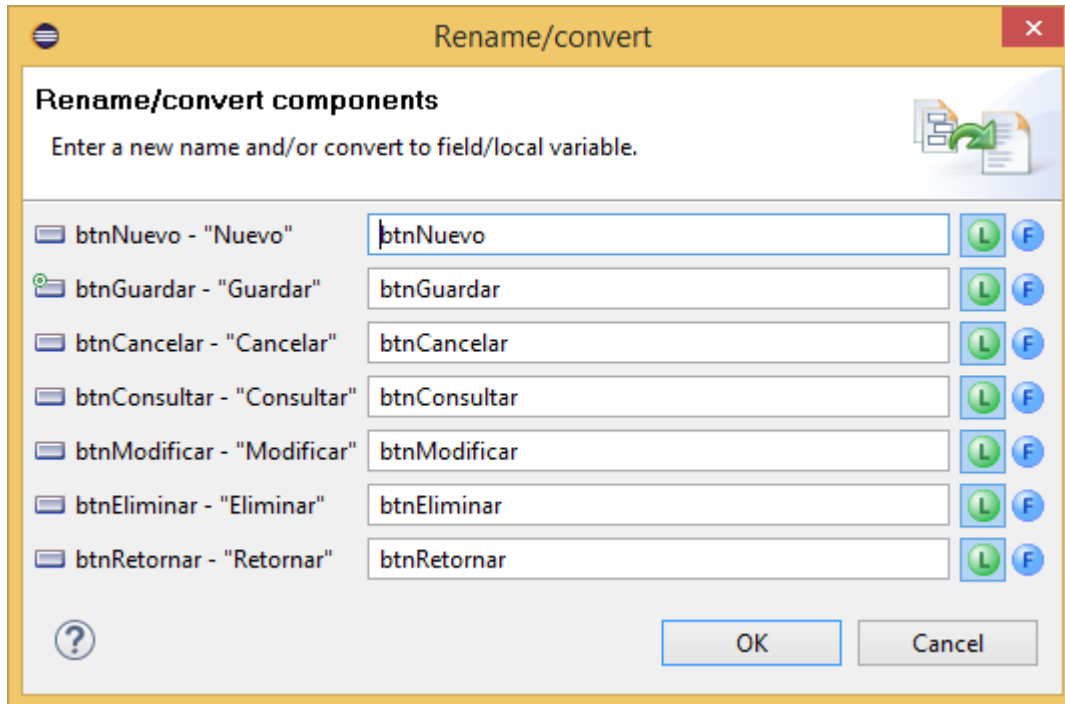 Rename/convert
Rename/convert components
Enter a new name and/or convert to field/local variable.
btnNuevo - "Nuevo" btnNuevo L F
btnGuardar - "Guardar" btnGuardar L F
btnCancelar - "Cancelar" btnCancelar L F
btnConsultar - "Consultar" btnConsultar L F
btnModificar - "Modificar" btnModificar L F
btnEliminar - "Eliminar" btnEliminar L F
btnRetornar - "Retornar" btnRetornar L F
? OK Cancel